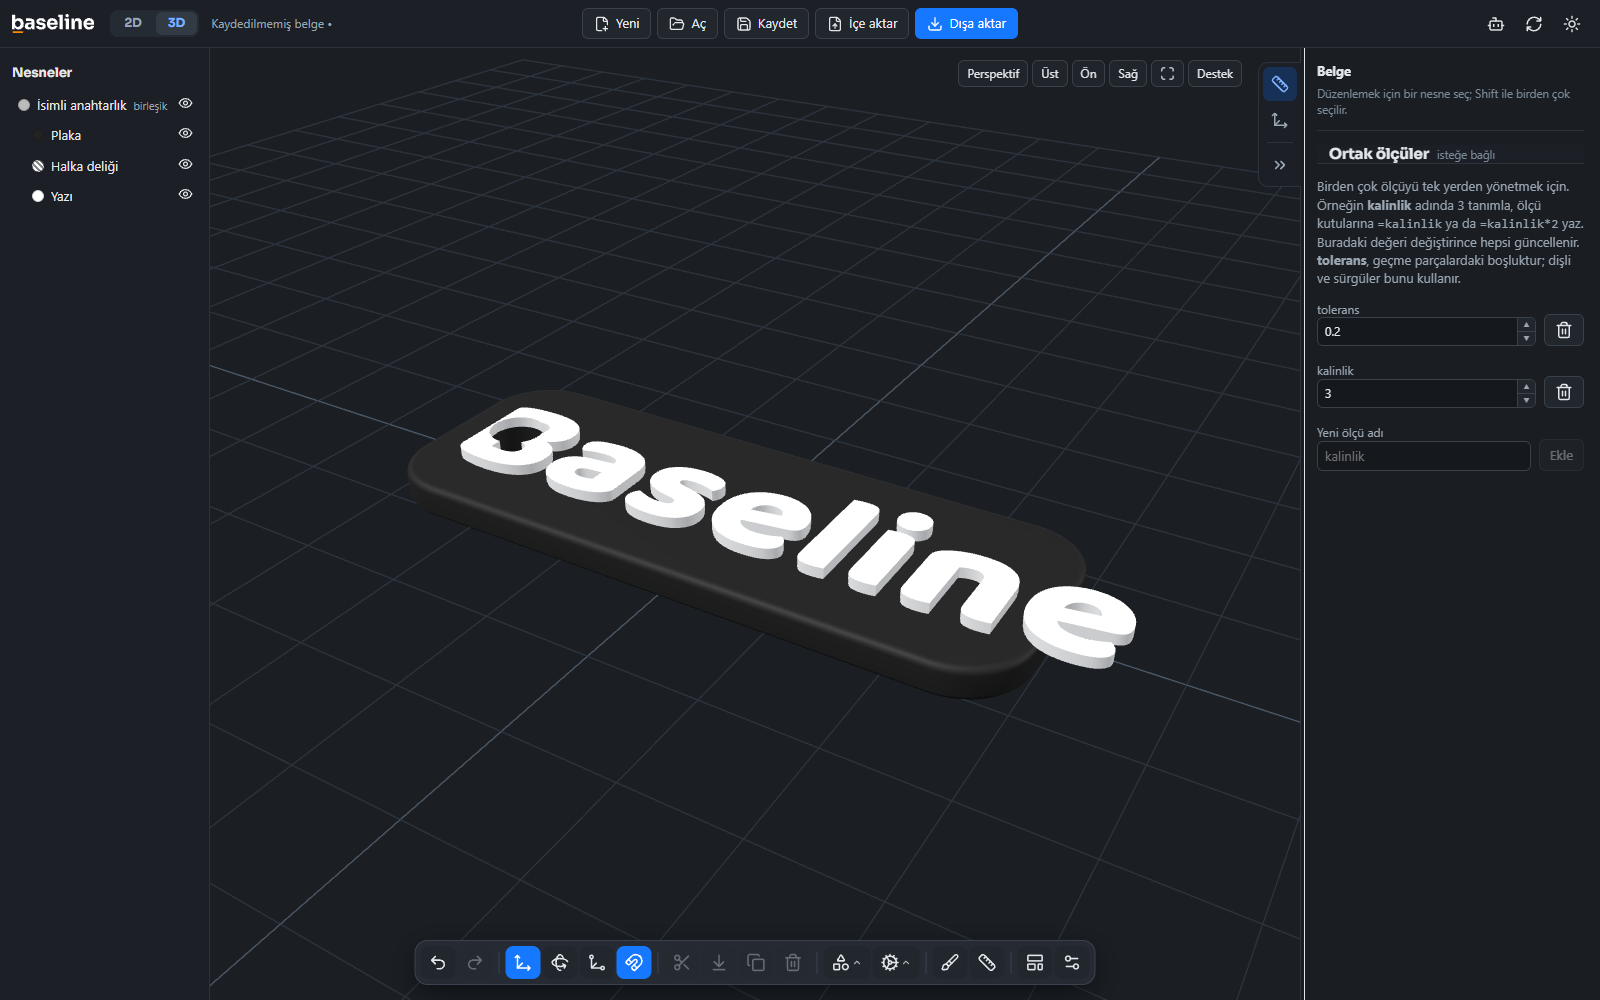 baseline
2D
3D
Kaydedilmemiş belge •
Yeni
Aç
Kaydet
İçe aktar
Dışa aktar
Nesneler
İsimli anahtarlık birleşik
Plaka
Halka deliği
Yazı
Perspektif
Üst
Ön
Sağ
Destek
Baseline
Belge
Düzenlemek için bir nesne seç; Shift ile birden çok
seçilir.
Ortak ölçüler isteğe bağlı
Birden çok ölçüyü tek yerden yönetmek için.
Örneğin kalinlik adında 3 tanımla, ölçü
kutularına =kalinlik ya da =kalinlik*2 yaz.
Buradaki değeri değiştirince hepsi güncellenir.
tolerans, geçme parçalardaki boşluktur; dişli
ve sürgüler bunu kullanır.
tolerans
0.2
kalinlik
3
Yeni ölçü adı
kalinlik
Ekle